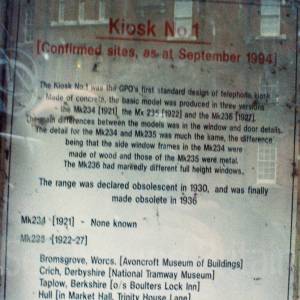 Kiosk No.1
[Confirmed sites, as at September 1994]
The Kiosk No.1 was the GPO's first standard design of telephone kiosk.
Made of concrete, the basic model was produced in three versions
- the Mk234 [1921] the Mx 235 [1922] and the Mk236 [1927].
The main differences between the models was in the window and door details.
The detail for the Mk234 and Mk235 was much the same, the difference
being that the side window frames in the Mk234 were
made of wood and those of the Mk235 were metal.
The Mk236 had markedly different full height windows.
The range was declared obsolescent in 1930, and was finally
made obsolete in 1936
Mk234 [1921] - None known
Mk235 [1922-27]
Bromsgrove, Worcs. [Avoncroft Museum of Buildings]
Crich, Derbyshire [National Tramway Museum]
Taplow, Berkshire [o/s Boulters Lock Inn]
Hull [in Market Hall, Trinity House Lane]